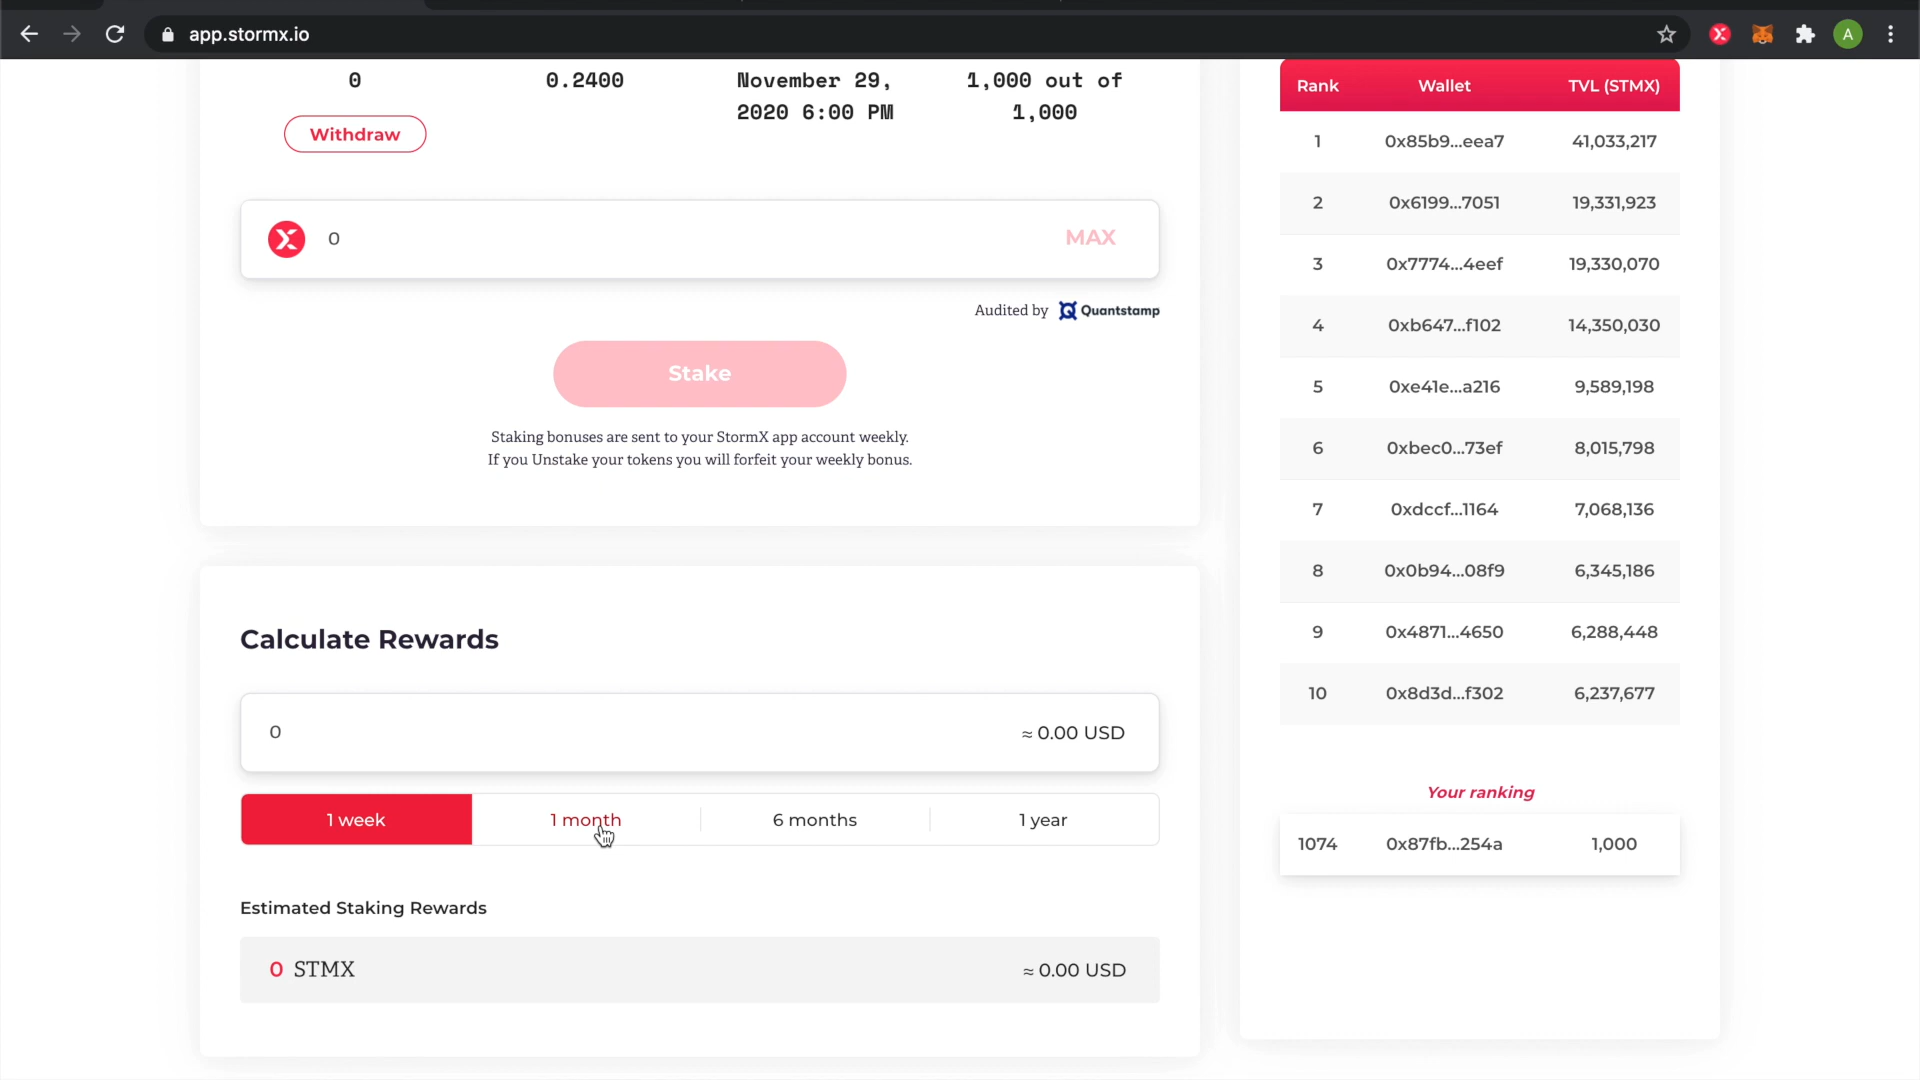 app.stormx.io
A
0
0.2400
November 29,
2020 6:00 PM
1,000 out of
1,000
Withdraw
0
MAX
Audited by Quantstamp
Stake
Staking bonuses are sent to your StormX app account weekly.
If you Unstake your tokens you will forfeit your weekly bonus.
Calculate Rewards
0
≈ 0.00 USD
1 week
1 month
6 months
1 year
Estimated Staking Rewards
0 STMX
≈ 0.00 USD
Rank Wallet TVL (STMX)
1 0x85b9...eea7 41,033,217
2 0x6199...7051 19,331,923
3 0x7774...4eef 19,330,070
4 0xb647...f102 14,350,030
5 0xe41e...a216 9,589,198
6 0xbec0...73ef 8,015,798
7 0xdccf...1164 7,068,136
8 0x0b94...08f9 6,345,186
9 0x4871...4650 6,288,448
10 0x8d3d...f302 6,237,677
Your ranking
1074 0x87fb...254a 1,000